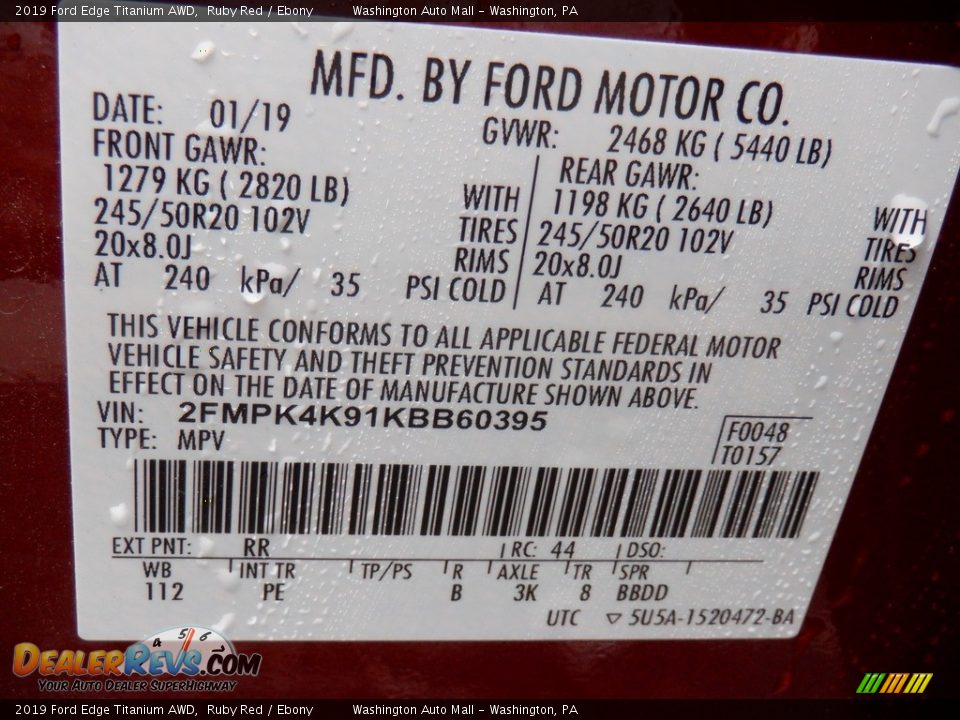 2019 Ford Edge Titanium AWD, Ruby Red / Ebony Washington Auto Mall - Washington, PA
MFD. BY FORD MOTOR CO.
DATE: 01/19 GVWR: 2468 KG ( 5440 LB)
FRONT GAWR: REAR GAWR:
1279 KG ( 2820 LB) WITH 1198 KG ( 2640 LB) WITH
245/50R20 102V TIRES 245/50R20 102V TIRES
20x8.0J RIMS 20x8.0J RIMS
AT 240 kPa/ 35 PSI COLD AT 240 kPa/ 35 PSI COLD
THIS VEHICLE CONFORMS TO ALL APPLICABLE FEDERAL MOTOR
VEHICLE SAFETY AND THEFT PREVENTION STANDARDS IN
EFFECT ON THE DATE OF MANUFACTURE SHOWN ABOVE.
VIN: 2FMPK4K91KBB60395
TYPE: MPV
F0048
T0157
EXT PNT: RR RC: 44 DSO:
WB INT TR TP/PS R AXLE TR SPR
112 PE B 3K 8 BBDD
UTC ▽ 5U5A-1520472-BA
4 5 6
DEALERREVS.COM
YOUR AUTO DEALER SUPERHIGHWAY
2019 Ford Edge Titanium AWD, Ruby Red / Ebony Washington Auto Mall - Washington, PA